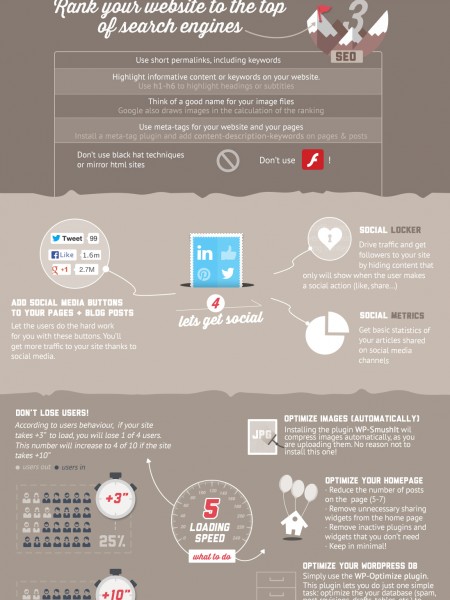 Rank your website to the top
of search engines
3
SEO
Use short permalinks, including keywords
Highlight informative content or keywords on your website.
Use h1-h6 to highlight headings or subtitles
Think of a good name for your image files
Google also draws images in the calculation of the ranking
Use meta-tags for your website and your pages
Install a meta-tag plugin and add content-description-keywords on pages & posts
Don't use black hat techniques
or mirror html sites
Don't use
!
Tweet 99
Like 1.6m
+1 2.7M
ADD SOCIAL MEDIA BUTTONS
TO YOUR PAGES + BLOG POSTS
Let the users do the hard work
for you with these buttons. You'll
get more traffic to your site thanks to
social media.
in
4
lets get social
SOCIAL LOCKER
Drive traffic and get
followers to your site
by hiding content that
only will show when the user makes
a social action (like, share...)
SOCIAL METRICS
Get basic statistics of
your articles shared
on social media
channels
DON'T LOSE USERS!
According to users behaviour, if your site
takes +3" to load, you will lose 1 of 4 users.
This number will increase to 4 of 10 if the site
takes +10"
users out users in
+3"
25%
+10"
5
LOADING
SPEED
what to do
JPG
OPTIMIZE IMAGES (AUTOMATICALLY)
Installing the plugin WP-SmushIt wil
compress images automatically, as you
are uploading them. No reason not to
install this one!
OPTIMIZE YOUR HOMEPAGE
· Reduce the number of posts
on the page (5-7)
· Remove unnecessary sharing
widgets from the home page
· Remove inactive plugins and
widgets that you don't need
· Keep in minimal!
OPTIMIZE YOUR WORDPRESS DB
Simply use the WP-Optimize plugin.
This plugin lets you do just one simple
task: optimize the your database (spam,
post revisions, drafts, tables, etc.) to